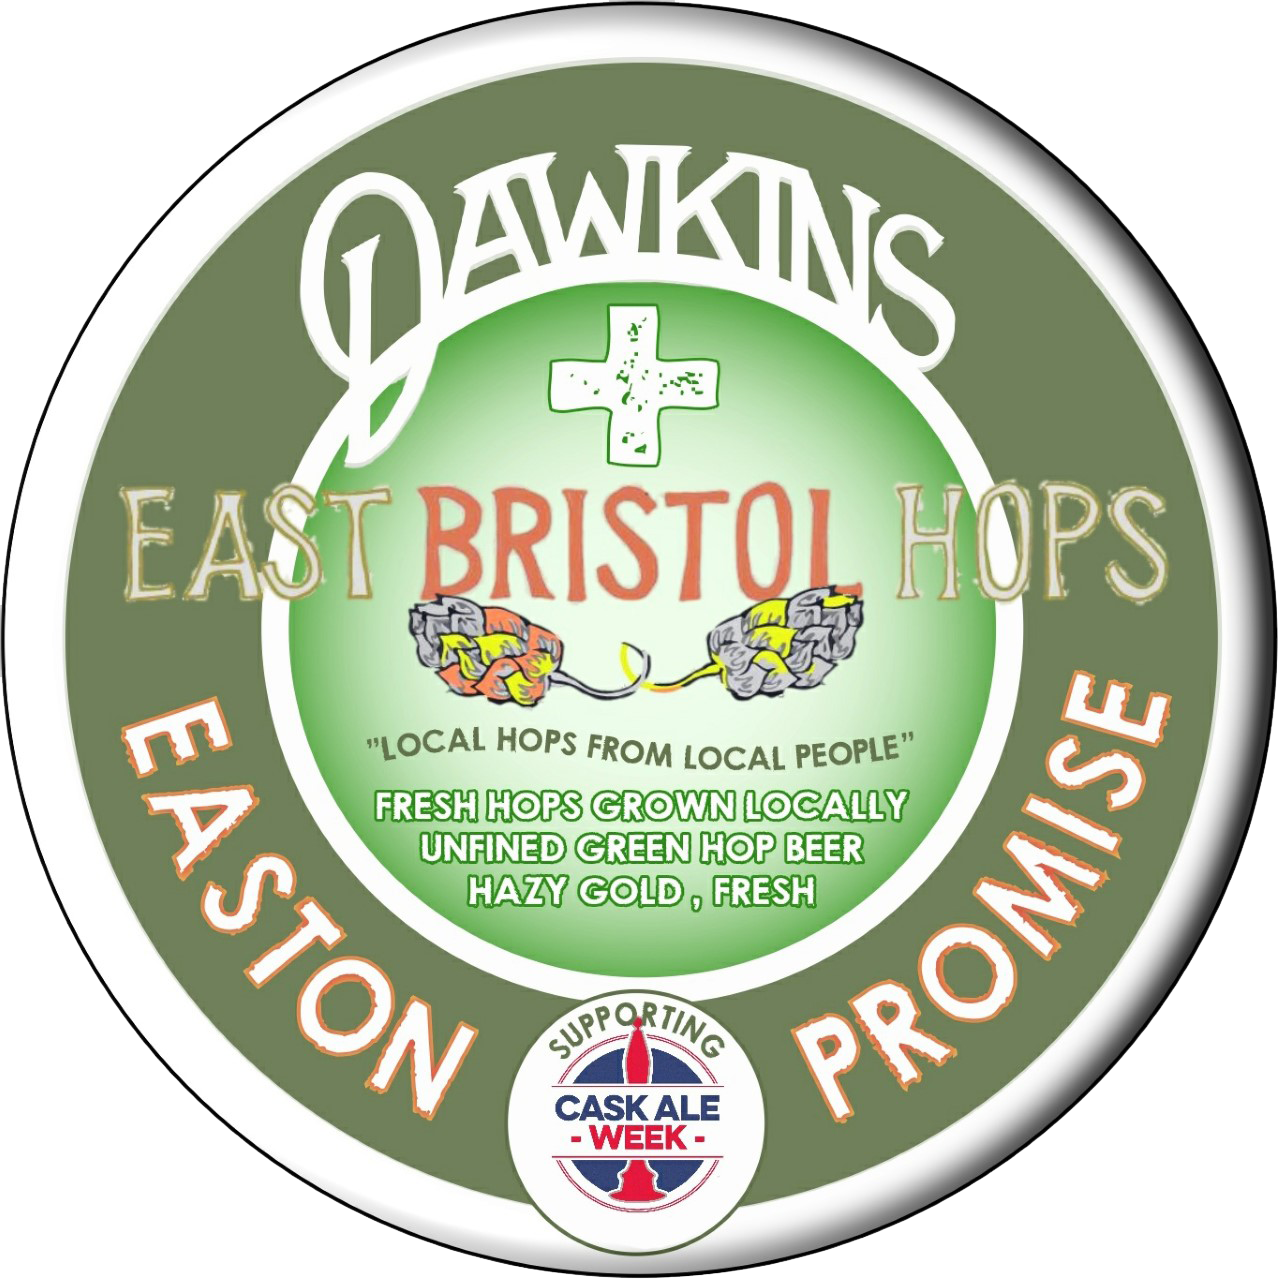 DAWKINS
+
EAST BRISTOL HOPS
"LOCAL HOPS FROM LOCAL PEOPLE"
FRESH HOPS GROWN LOCALLY
UNFINED GREEN HOP BEER
HAZY GOLD , FRESH
EASTON PROMISE
SUPPORTING
CASK ALE
- WEEK -